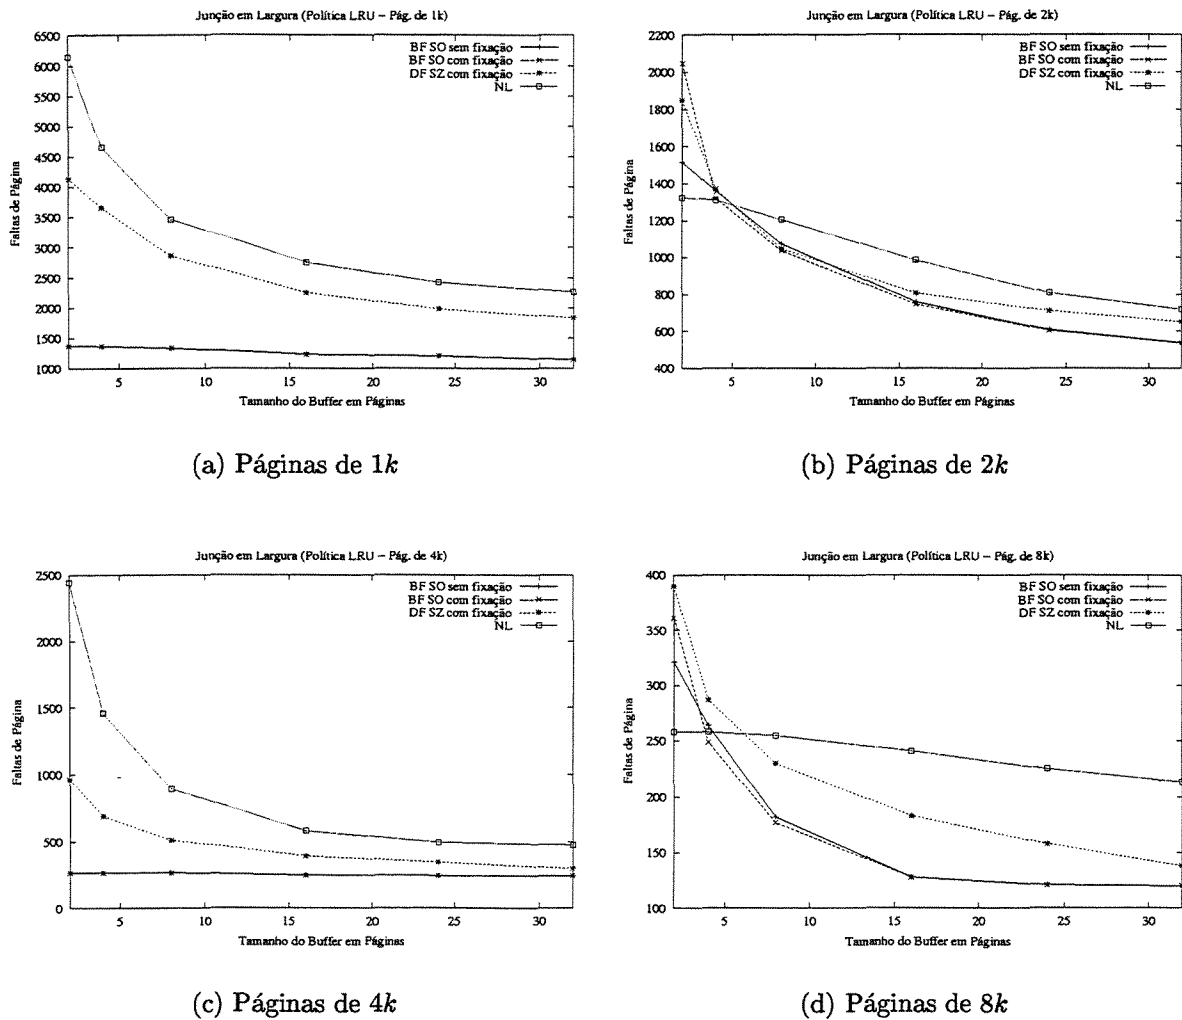 Junção em Largura (Política LRU – Pág. de 1k)
6500
6000
5500
5000
4500
4000
3500
3000
2500
2000
1500
1000
Faltas de Página
BF SO sem fixação
BF SO com fixação
DF SZ com fixação
NL
5 10 15 20 25 30
Tamanho do Buffer em Páginas
(a) Páginas de 1k
Junção em Largura (Política LRU – Pág. de 2k)
2200
2000
1800
1600
1400
1200
1000
800
600
400
Faltas de Página
BF SO sem fixação
BF SO com fixação
DF SZ com fixação
NL
5 10 15 20 25 30
Tamanho do Buffer em Páginas
(b) Páginas de 2k
Junção em Largura (Política LRU – Pág. de 4k)
2500
2000
1500
1000
500
0
Faltas de Página
BF SO sem fixação
BF SO com fixação
DF SZ com fixação
NL
5 10 15 20 25 30
Tamanho do Buffer em Páginas
(c) Páginas de 4k
Junção em Largura (Política LRU – Pág. de 8k)
400
350
300
250
200
150
100
Faltas de Página
BF SO sem fixação
BF SO com fixação
DF SZ com fixação
NL
5 10 15 20 25 30
Tamanho do Buffer em Páginas
(d) Páginas de 8k